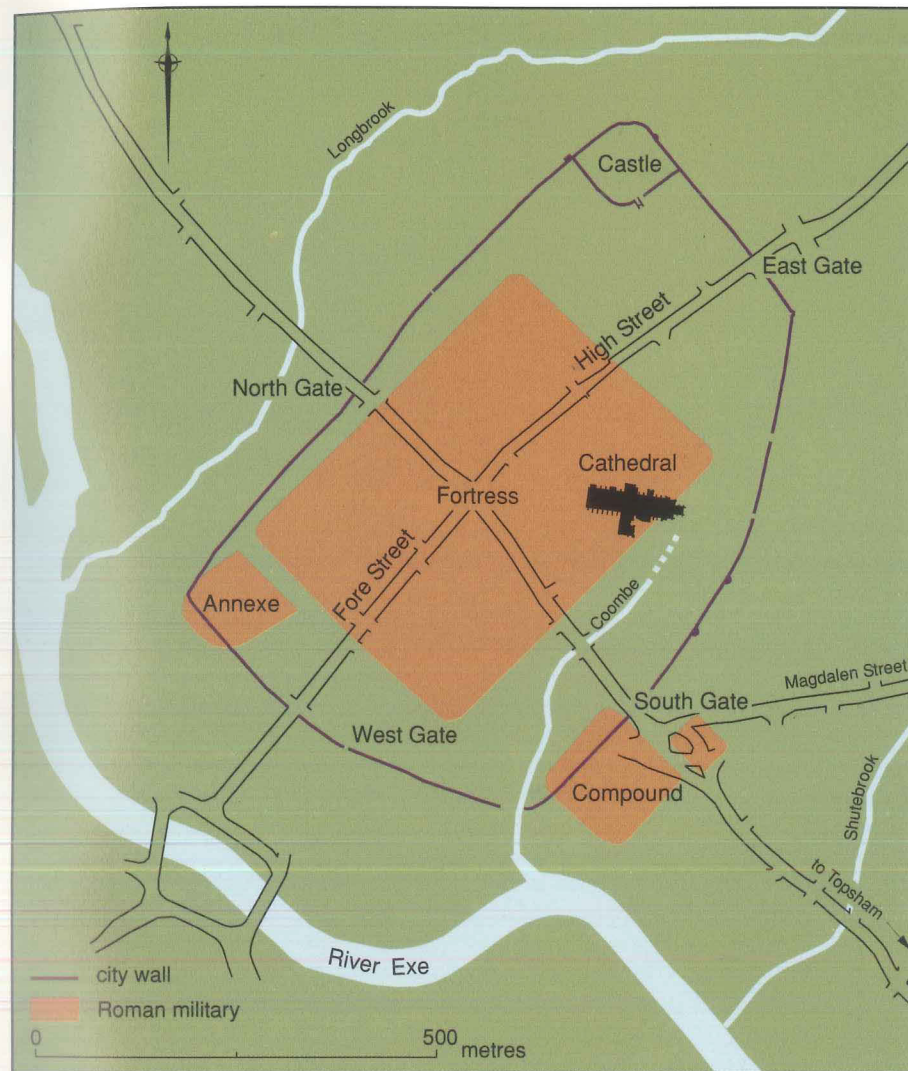 Longbrook
Castle
East Gate
High Street
North Gate
Cathedral
Fortress
Fore Street
Annexe
Coombe
Magdalen Street
South Gate
West Gate
Compound
Shutebrook
to Topsham
River Exe
city wall
Roman military
0 500 metres